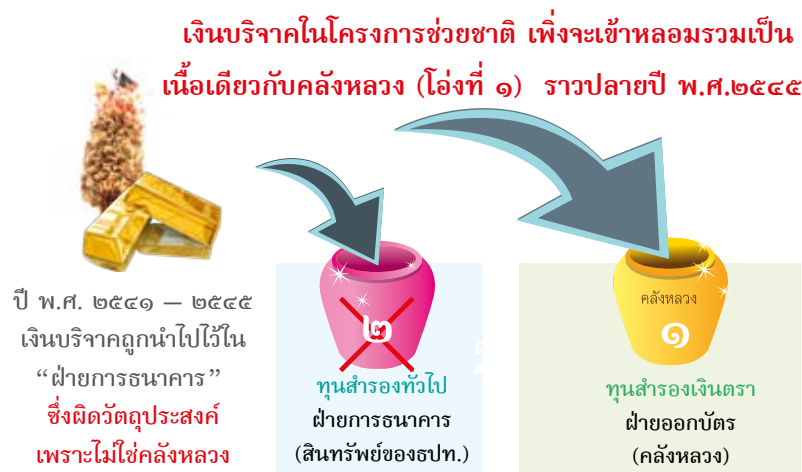 เงินบริจาคในโครงการช่วยชาติ เพิ่งจะเข้าหลอมรวมเป็น
เนื้อเดียวกับคลังหลวง (โอ่งที่ ๑) ราวปลายปี พ.ศ.๒๕๔๕
ปี พ.ศ. ๒๕๔๑ – ๒๕๔๕
เงินบริจาคถูกนำไปไว้ใน
“ฝ่ายการธนาคาร”
ซึ่งผิดวัตถุประสงค์
เพราะไม่ใช่คลังหลวง
๒
ทุนสำรองทั่วไป
ฝ่ายการธนาคาร
(สินทรัพย์ของธปท.)
คลังหลวง
๑
ทุนสำรองเงินตรา
ฝ่ายออกบัตร
(คลังหลวง)